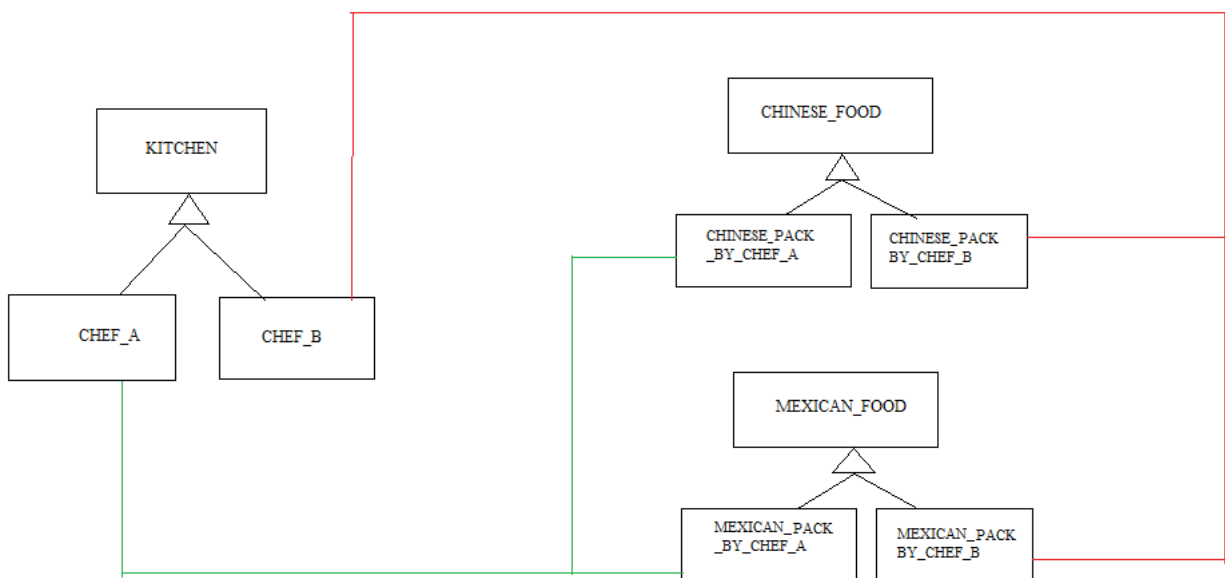 KITCHEN
CHEF_A
CHEF_B
CHINESE_FOOD
CHINESE_PACK
_BY_CHEF_A
CHINESE_PACK
BY_CHEF_B
MEXICAN_FOOD
MEXICAN_PACK
_BY_CHEF_A
MEXICAN_PACK
BY_CHEF_B